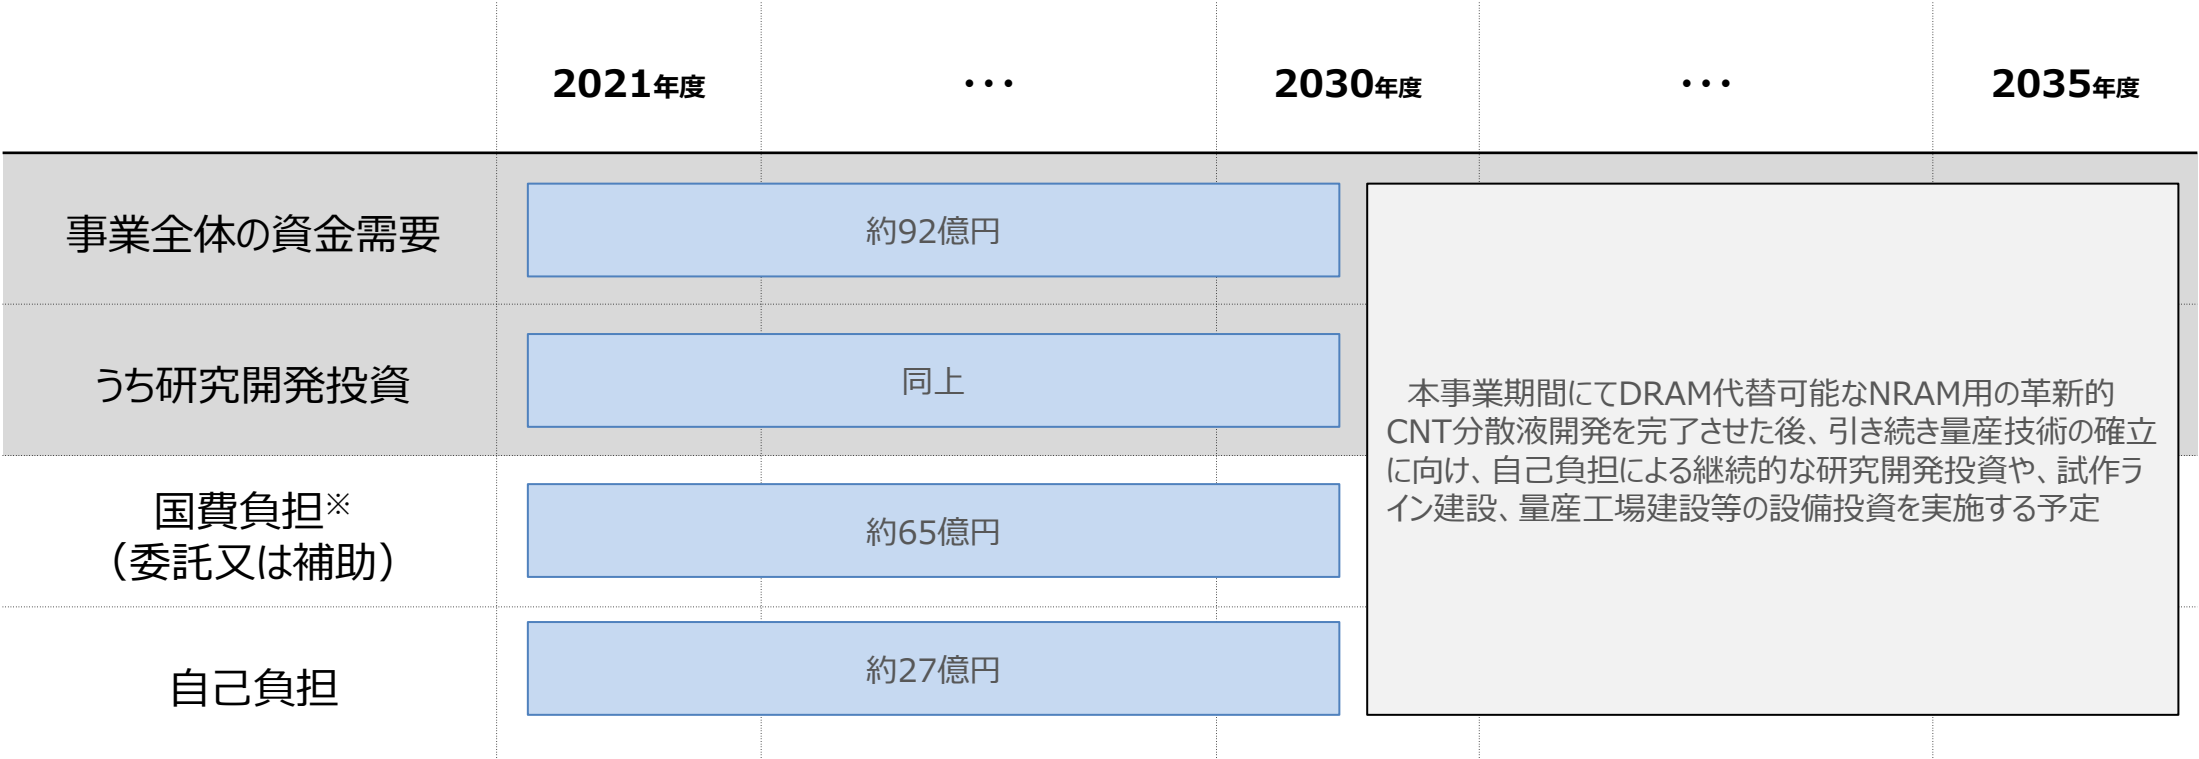 2021年度 ・・・ 2030年度 ・・・ 2035年度
事業全体の資金需要
約92億円
うち研究開発投資
同上
国費負担※
（委託又は補助）
約65億円
自己負担
約27億円
本事業期間にてDRAM代替可能なNRAM用の革新的
CNT分散液開発を完了させた後、引き続き量産技術の確立
に向け、自己負担による継続的な研究開発投資や、試作ラ
イン建設、量産工場建設等の設備投資を実施する予定